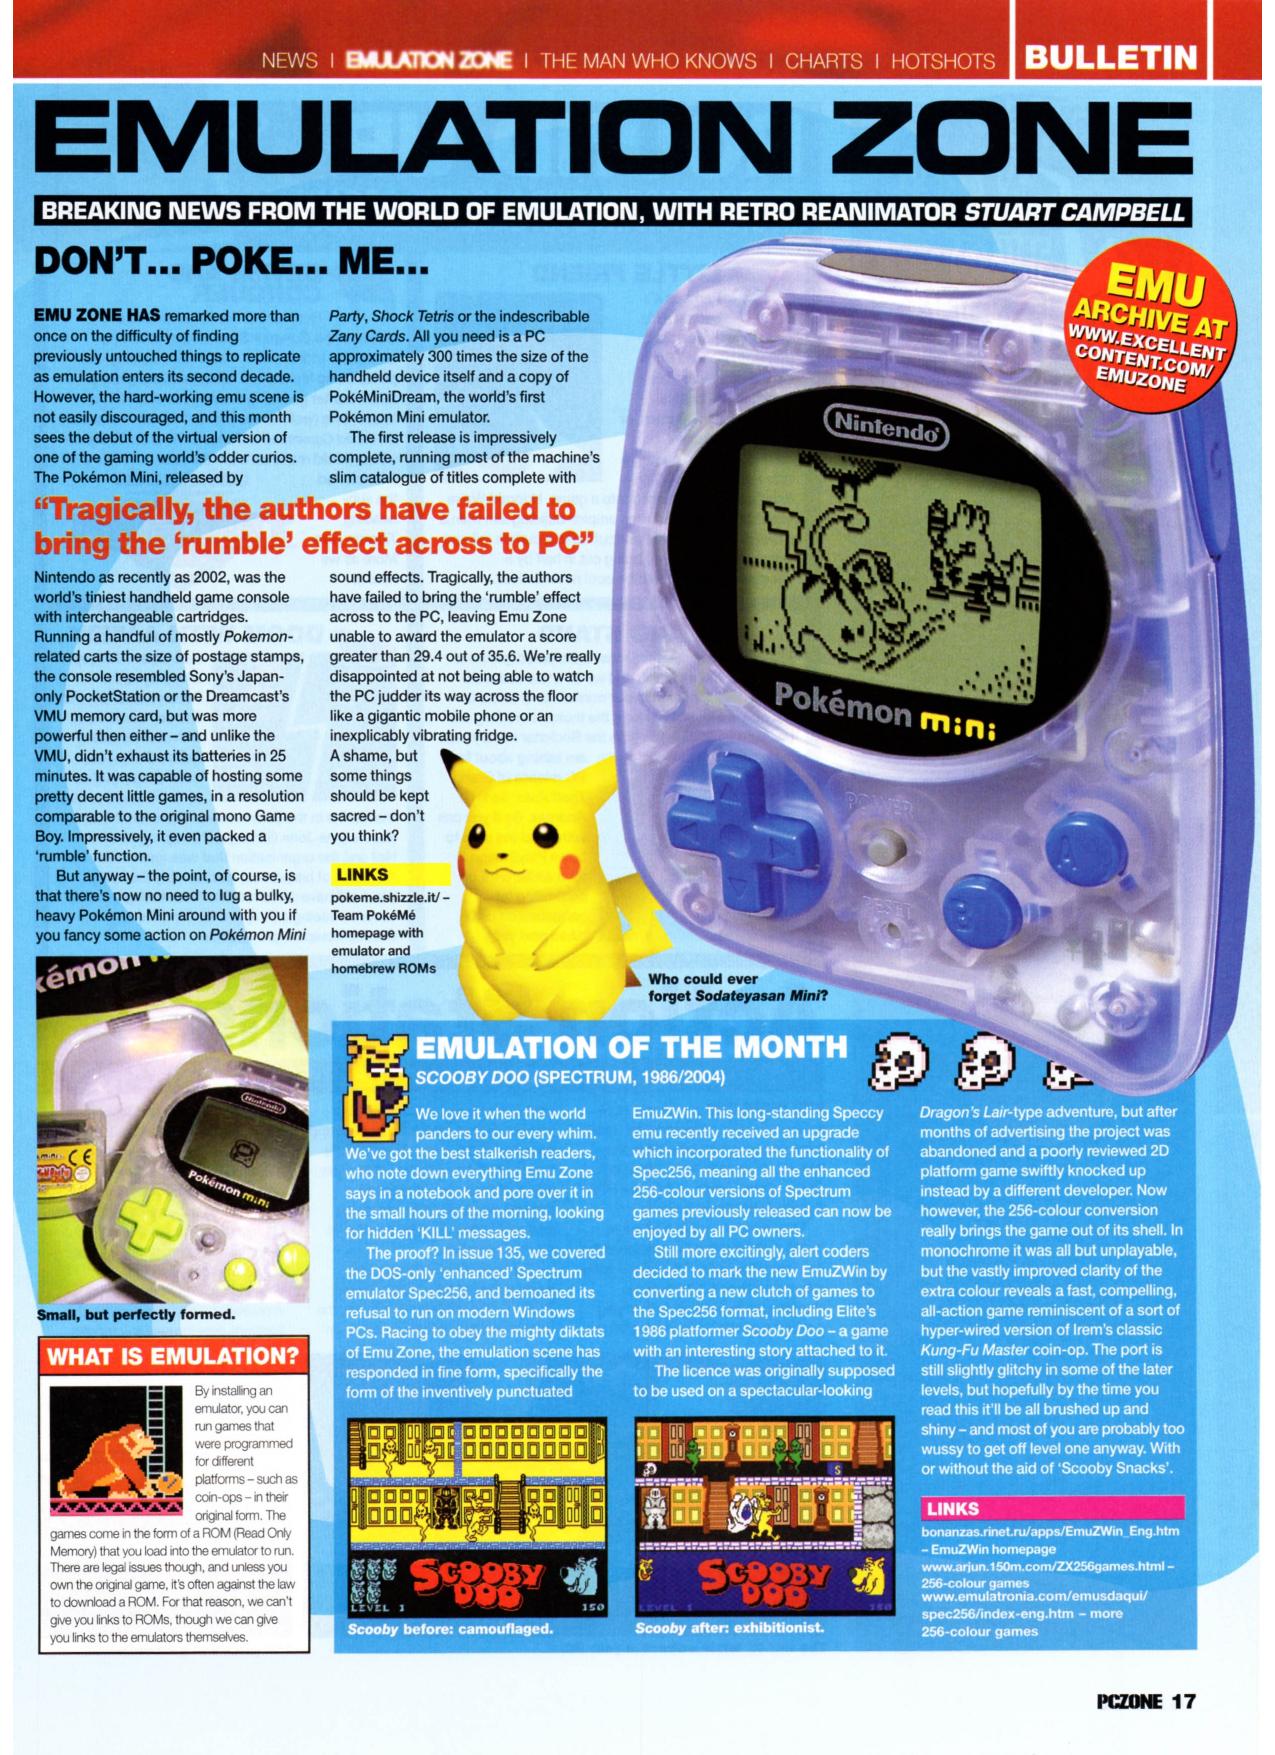 NEWS | EMULATION ZONE | THE MAN WHO KNOWS | CHARTS | HOTSHOTS
BULLETIN
EMULATION ZONE
BREAKING NEWS FROM THE WORLD OF EMULATION, WITH RETRO REANIMATOR STUART CAMPBELL
DON'T... POKE... ME...
EMU ZONE HAS remarked more than
once on the difficulty of finding
previously untouched things to replicate
as emulation enters its second decade.
However, the hard-working emu scene is
not easily discouraged, and this month
sees the debut of the virtual version of
one of the gaming world's odder curios.
The Pokémon Mini, released by
"Tragically, the authors have failed to
bring the 'rumble' effect across to PC"
Nintendo as recently as 2002, was the
world's tiniest handheld game console
with interchangeable cartridges.
Running a handful of mostly Pokemon-
related carts the size of postage stamps,
the console resembled Sony's Japan-
only PocketStation or the Dreamcast's
VMU memory card, but was more
powerful then either – and unlike the
VMU, didn't exhaust its batteries in 25
minutes. It was capable of hosting some
pretty decent little games, in a resolution
comparable to the original mono Game
Boy. Impressively, it even packed a
'rumble' function.
But anyway – the point, of course, is
that there's now no need to lug a bulky,
heavy Pokémon Mini around with you if
you fancy some action on Pokémon Mini
Party, Shock Tetris or the indescribable
Zany Cards. All you need is a PC
approximately 300 times the size of the
handheld device itself and a copy of
PokéMiniDream, the world's first
Pokémon Mini emulator.
The first release is impressively
complete, running most of the machine's
slim catalogue of titles complete with
sound effects. Tragically, the authors
have failed to bring the 'rumble' effect
across to the PC, leaving Emu Zone
unable to award the emulator a score
greater than 29.4 out of 35.6. We're really
disappointed at not being able to watch
the PC judder its way across the floor
like a gigantic mobile phone or an
inexplicably vibrating fridge.
A shame, but
some things
should be kept
sacred – don't
you think?
LINKS
pokeme.shizzle.it/ –
Team PokéMé
homepage with
emulator and
homebrew ROMs
EMU
ARCHIVE AT
WWW.EXCELLENT
CONTENT.COM/
EMUZONE
Nintendo
Pokémon mini
POWER
RESET
A
B
Who could ever
forget Sodateyasan Mini?
kémon
Nintendo
Pokémon mini
CE
Small, but perfectly formed.
WHAT IS EMULATION?
By installing an
emulator, you can
run games that
were programmed
for different
platforms – such as
coin-ops – in their
original form. The
games come in the form of a ROM (Read Only
Memory) that you load into the emulator to run.
There are legal issues though, and unless you
own the original game, it's often against the law
to download a ROM. For that reason, we can't
give you links to ROMs, though we can give
you links to the emulators themselves.
EMULATION OF THE MONTH
SCOOBY DOO (SPECTRUM, 1986/2004)
We love it when the world
panders to our every whim.
We've got the best stalkerish readers,
who note down everything Emu Zone
says in a notebook and pore over it in
the small hours of the morning, looking
for hidden 'KILL' messages.
The proof? In issue 135, we covered
the DOS-only 'enhanced' Spectrum
emulator Spec256, and bemoaned its
refusal to run on modern Windows
PCs. Racing to obey the mighty diktats
of Emu Zone, the emulation scene has
responded in fine form, specifically the
form of the inventively punctuated
EmuZWin. This long-standing Speccy
emu recently received an upgrade
which incorporated the functionality of
Spec256, meaning all the enhanced
256-colour versions of Spectrum
games previously released can now be
enjoyed by all PC owners.
Still more excitingly, alert coders
decided to mark the new EmuZWin by
converting a new clutch of games to
the Spec256 format, including Elite's
1986 platformer Scooby Doo – a game
with an interesting story attached to it.
The licence was originally supposed
to be used on a spectacular-looking
Dragon's Lair-type adventure, but after
months of advertising the project was
abandoned and a poorly reviewed 2D
platform game swiftly knocked up
instead by a different developer. Now
however, the 256-colour conversion
really brings the game out of its shell. In
monochrome it was all but unplayable,
but the vastly improved clarity of the
extra colour reveals a fast, compelling,
all-action game reminiscent of a sort of
hyper-wired version of Irem's classic
Kung-Fu Master coin-op. The port is
still slightly glitchy in some of the later
levels, but hopefully by the time you
read this it'll be all brushed up and
shiny – and most of you are probably too
wussy to get off level one anyway. With
or without the aid of 'Scooby Snacks'.
SCOOBY
DOO
LEVEL 1
150
Scooby before: camouflaged.
S
SCOOBY
DOO
LEVEL 1
150
Scooby after: exhibitionist.
LINKS
bonanzas.rinet.ru/apps/EmuZWin_Eng.htm
– EmuZWin homepage
www.arjun.150m.com/ZX256games.html –
256-colour games
www.emulatronia.com/emusdaqui/
spec256/index-eng.htm – more
256-colour games
PCZONE 17